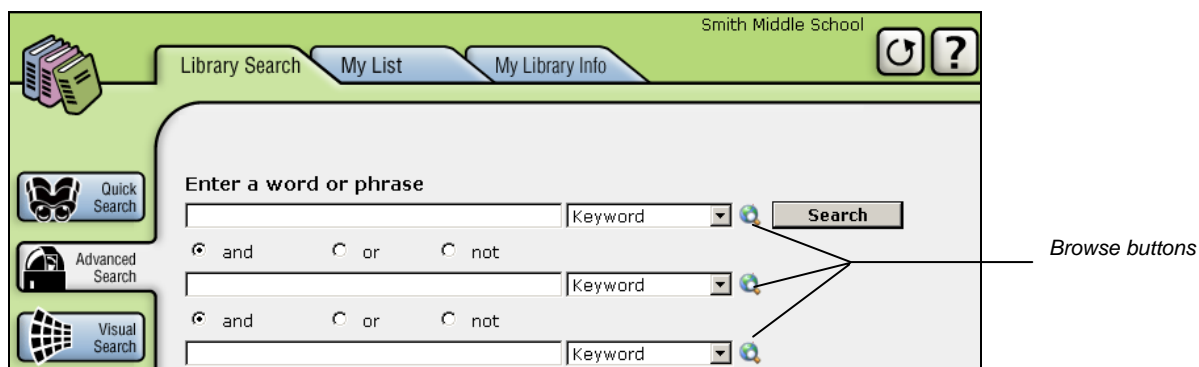 Smith Middle School
Library Search My List My Library Info
?
Enter a word or phrase
Quick
Search
Keyword Search
and or not
Advanced
Search
Keyword
and or not
Visual
Search
Keyword
Browse buttons